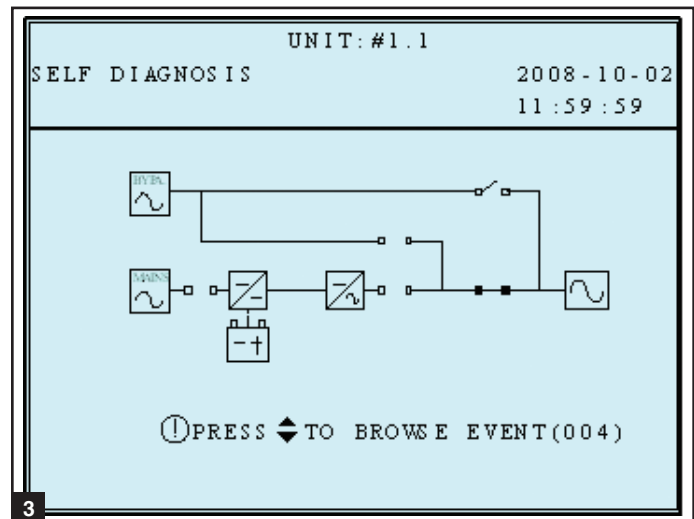 UNIT:#1.1
SELF DIAGNOSIS
2008-10-02
11:59:59
BYPA.
MAINS
PRESS TO BROWSE EVENT(004)
3